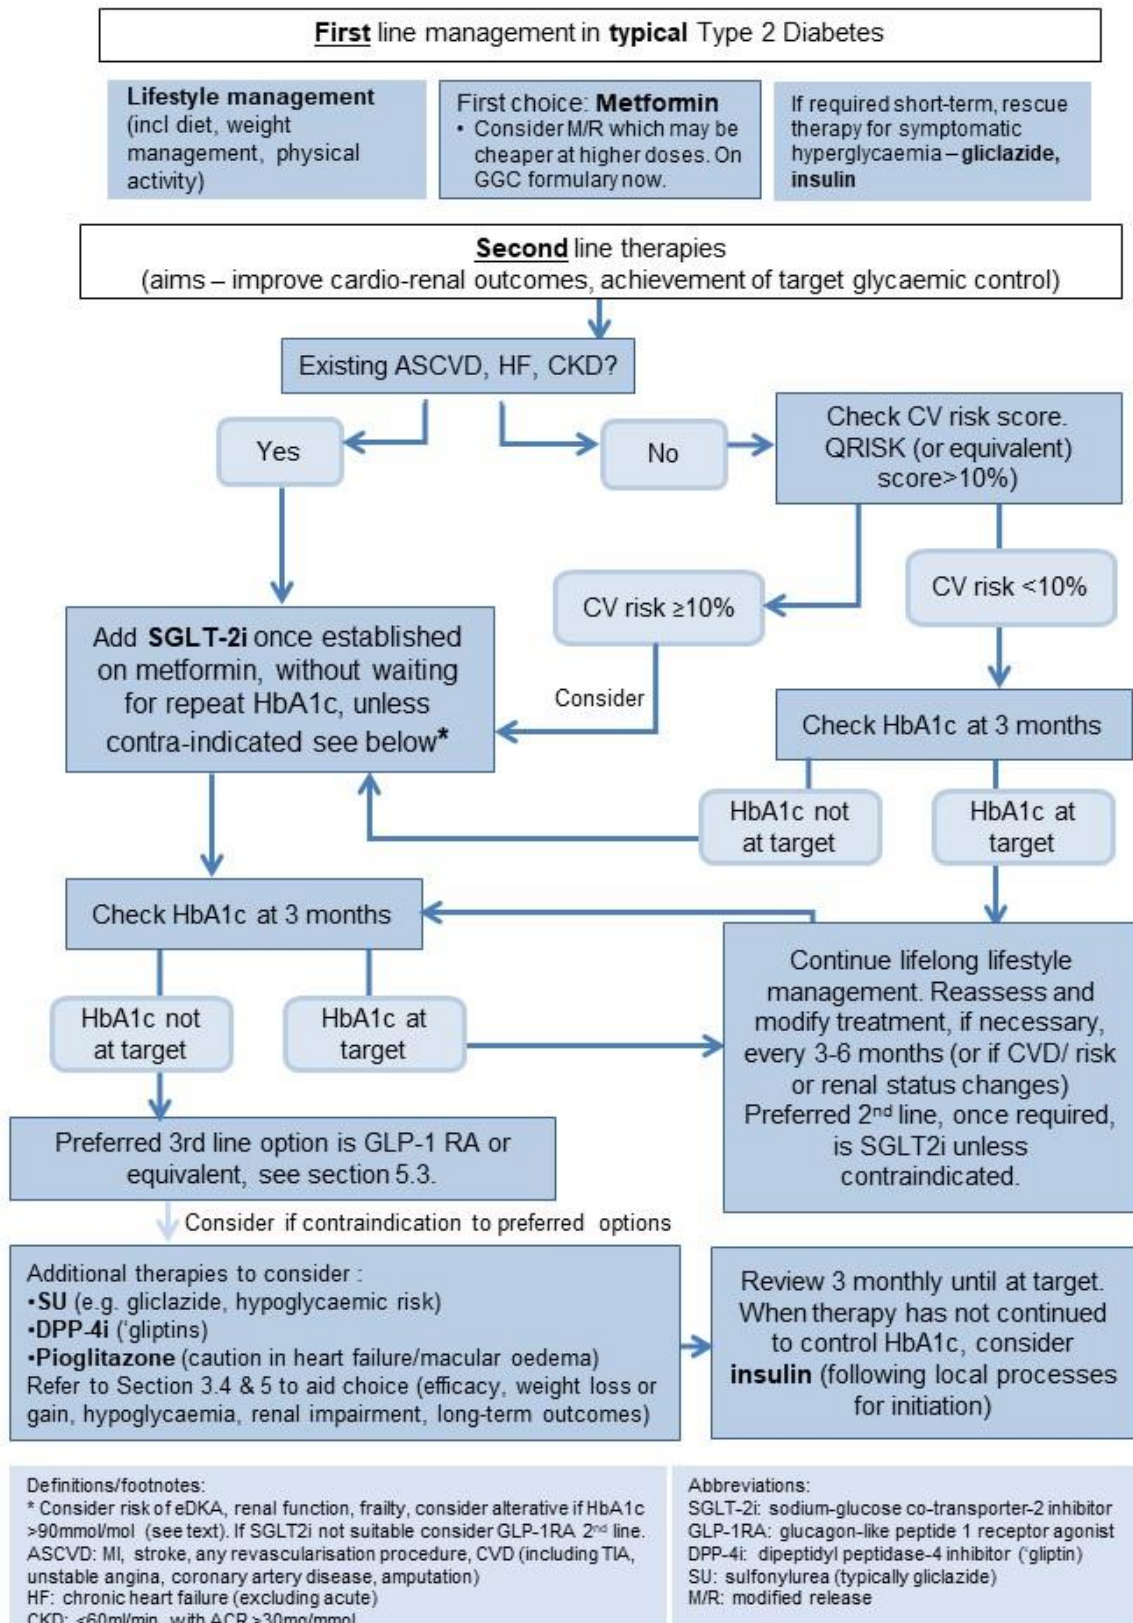 First line management in typical Type 2 Diabetes
Lifestyle management
(incl diet, weight
management, physical
activity)
First choice: Metformin
• Consider M/R which may be
cheaper at higher doses. On
GGC formulary now.
If required short-term, rescue
therapy for symptomatic
hyperglycaemia – gliclazide,
insulin
Second line therapies
(aims – improve cardio-renal outcomes, achievement of target glycaemic control)
Existing ASCVD, HF, CKD?
Yes
No
Check CV risk score.
QRISK (or equivalent)
score>10%)
CV risk ≥10%
CV risk <10%
Add SGLT-2i once established
on metformin, without waiting
for repeat HbA1c, unless
contra-indicated see below*
Consider
Check HbA1c at 3 months
HbA1c not
at target
HbA1c at
target
Check HbA1c at 3 months
HbA1c not
at target
HbA1c at
target
Continue lifelong lifestyle
management. Reassess and
modify treatment, if necessary,
every 3-6 months (or if CVD/ risk
or renal status changes)
Preferred 2nd line, once required,
is SGLT2i unless
contraindicated.
Preferred 3rd line option is GLP-1 RA or
equivalent, see section 5.3.
Consider if contraindication to preferred options
Additional therapies to consider :
•SU (e.g. gliclazide, hypoglycaemic risk)
•DPP-4i ('gliptins)
•Pioglitazone (caution in heart failure/macular oedema)
Refer to Section 3.4 & 5 to aid choice (efficacy, weight loss or
gain, hypoglycaemia, renal impairment, long-term outcomes)
Review 3 monthly until at target.
When therapy has not continued
to control HbA1c, consider
insulin (following local processes
for initiation)
Definitions/footnotes:
* Consider risk of eDKA, renal function, frailty, consider alterative if HbA1c
>90mmol/mol (see text). If SGLT2i not suitable consider GLP-1RA 2nd line.
ASCVD: MI, stroke, any revascularisation procedure, CVD (including TIA,
unstable angina, coronary artery disease, amputation)
HF: chronic heart failure (excluding acute)
CKD: <60ml/min, with ACR >30mg/mmol
Abbreviations:
SGLT-2i: sodium-glucose co-transporter-2 inhibitor
GLP-1RA: glucagon-like peptide 1 receptor agonist
DPP-4i: dipeptidyl peptidase-4 inhibitor ('gliptin)
SU: sulfonylurea (typically gliclazide)
M/R: modified release